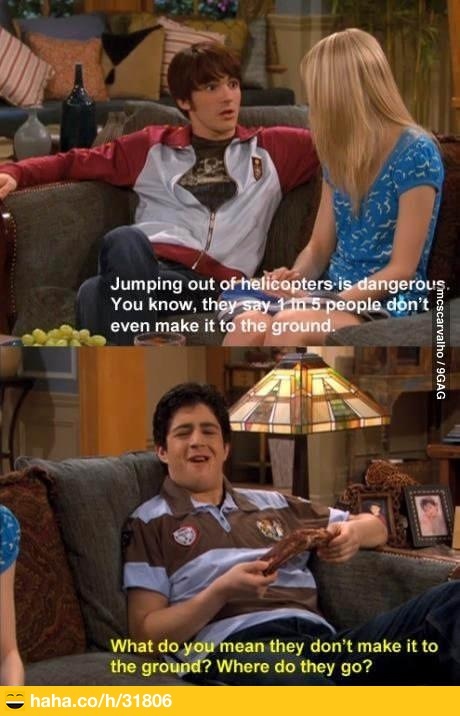 Jumping out of helicopters is dangerous.
You know, they say 1 in 5 people don't
even make it to the ground.
/mcscarvalho / 9GAG
What do you mean they don't make it to
the ground? Where do they go?
haha.co/h/31806